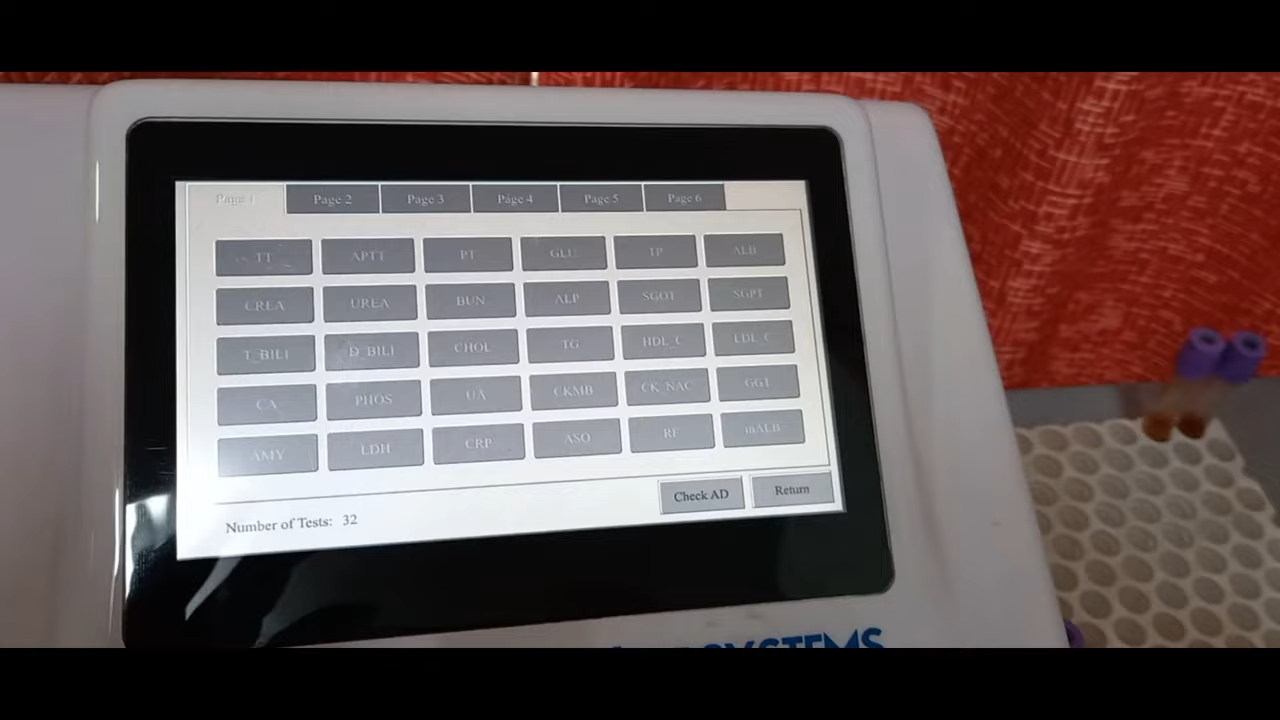 Page 1 Page 2 Page 3 Page 4 Page 5 Page 6
TT APTT PT GLU TP ALB
CREA UREA BUN ALP SGOT SGPT
T_BILI D_BILI CHOL TG HDL_C LDL_C
CA PHOS UA CKMB CK_NAC GGT
AMY LDH CRP ASO RF mALB
Check AD Return
Number of Tests: 32